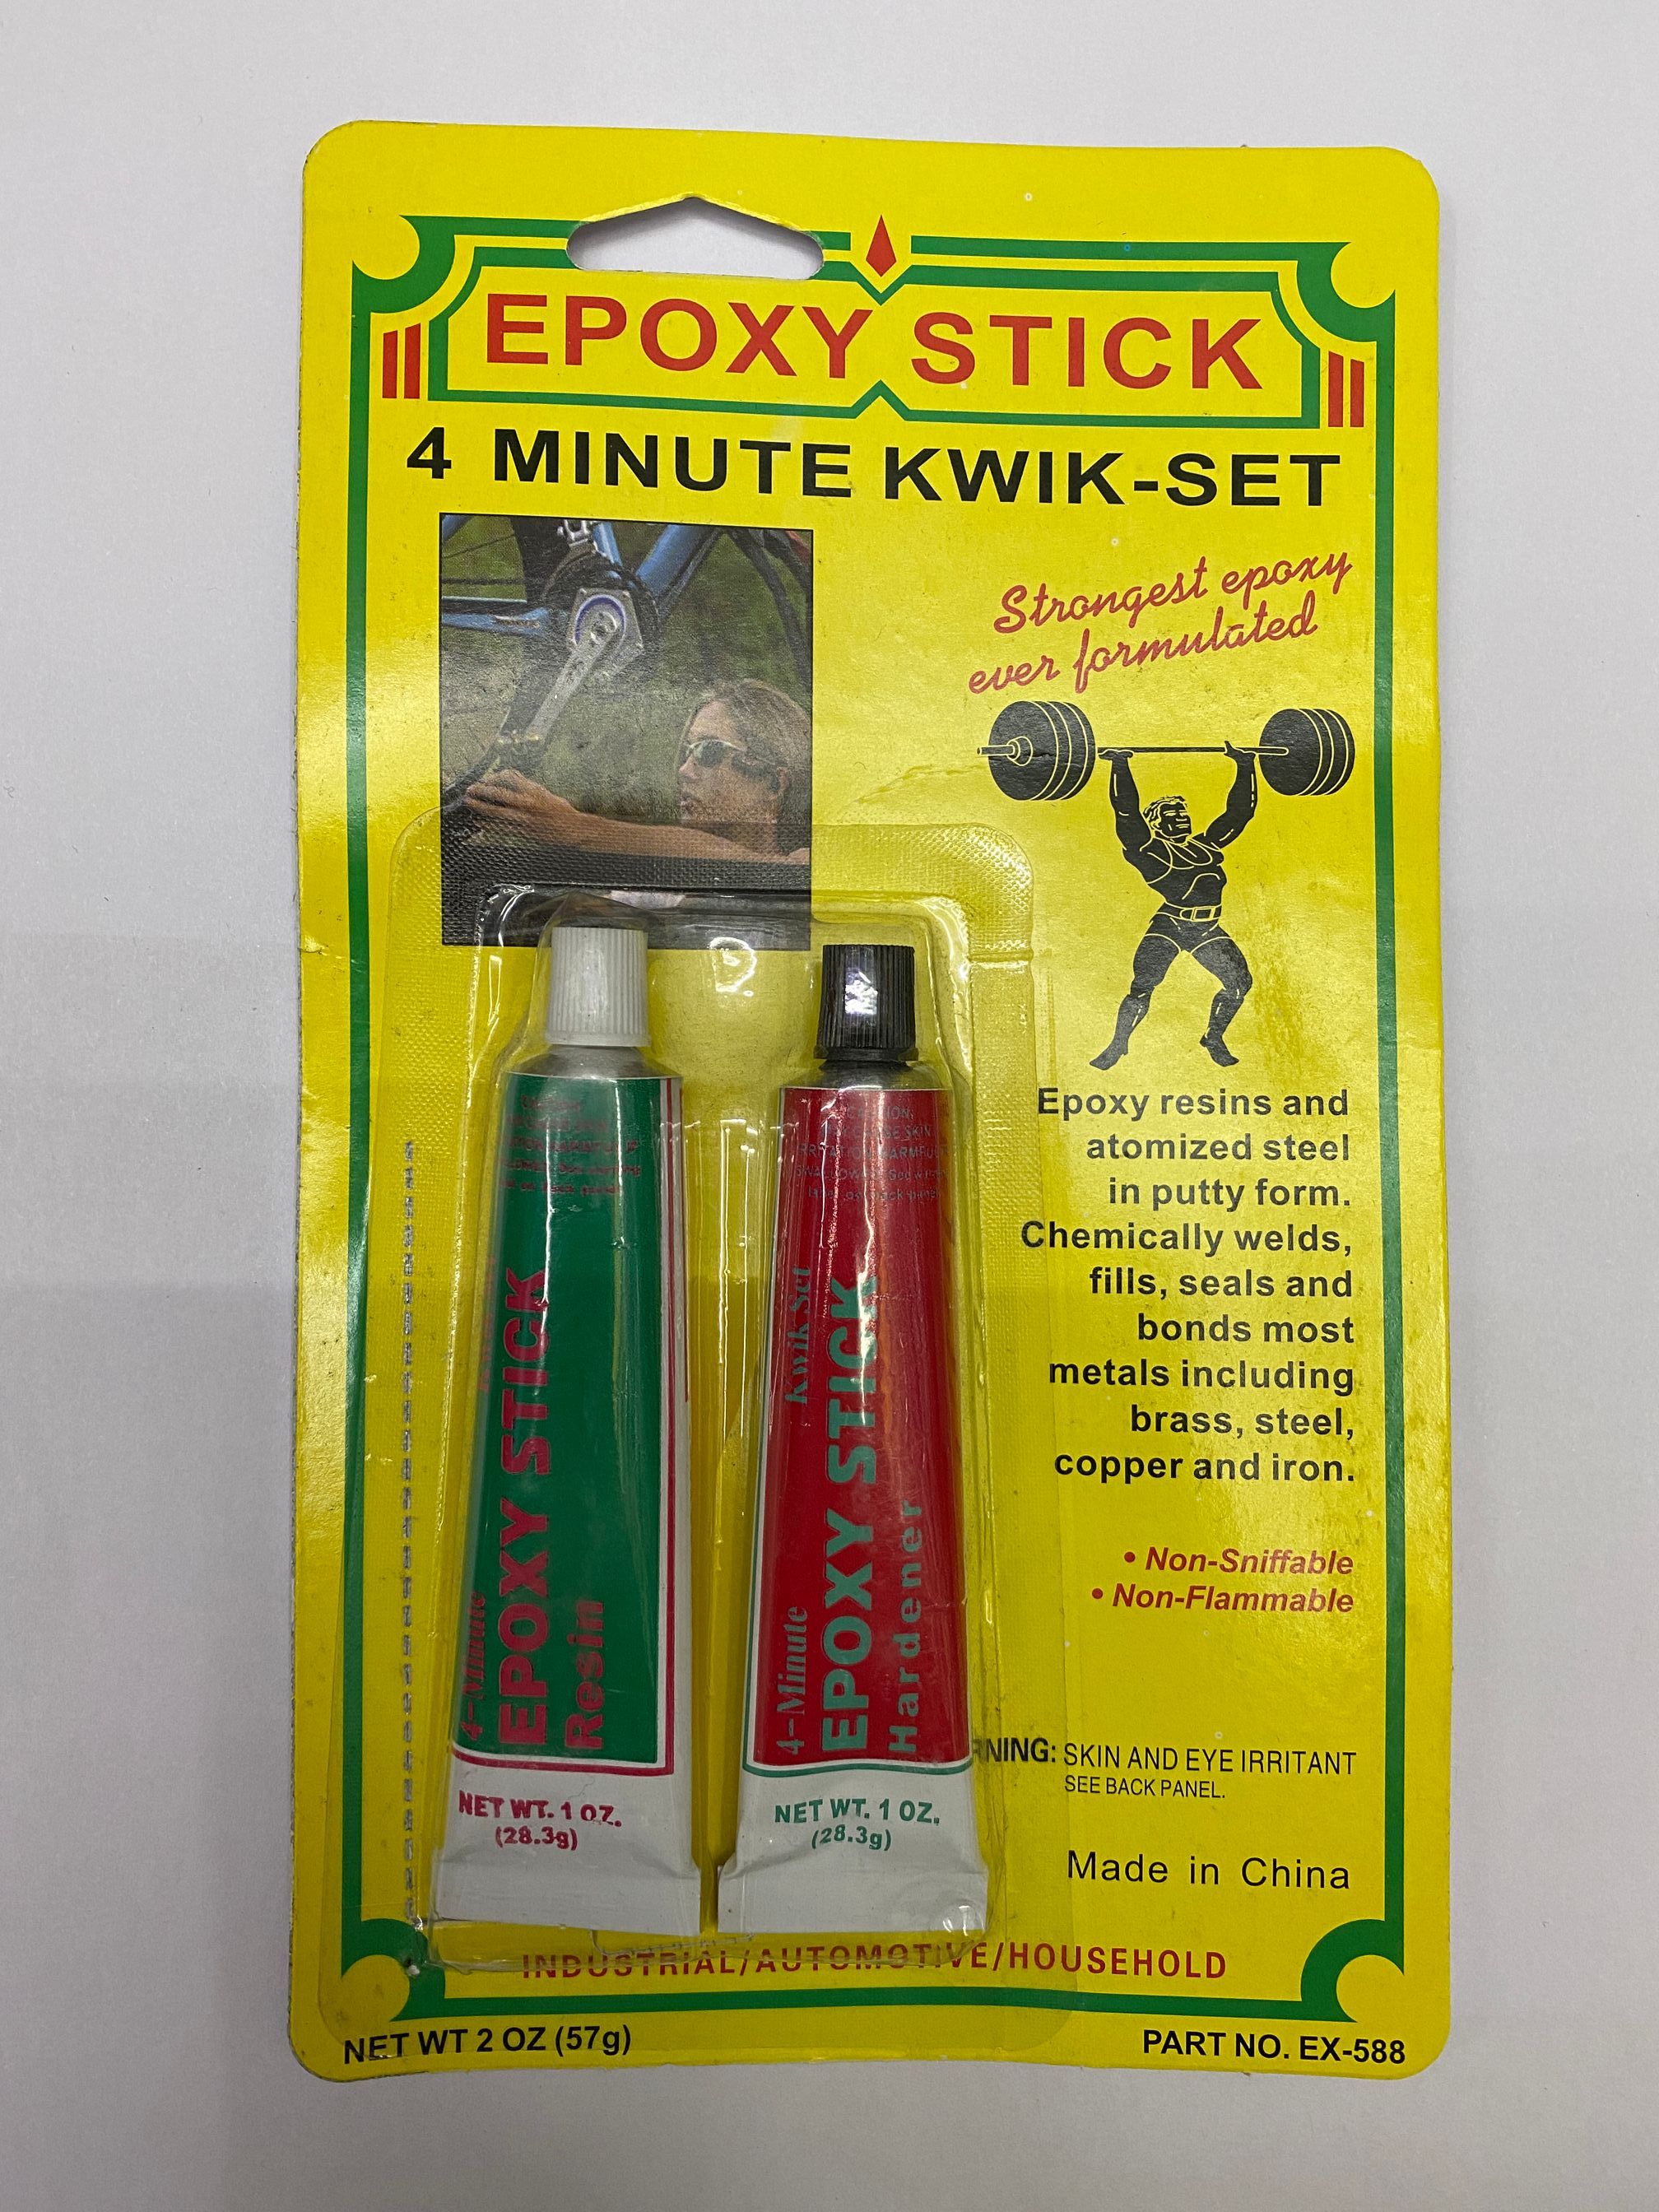 EPOXY STICK
4 MINUTE KWIK-SET
Strongest epoxy
ever formulated
Epoxy resins and
atomized steel
in putty form.
Chemically welds,
fills, seals and
bonds most
metals including
brass, steel,
copper and iron.
• Non-Sniffable
• Non-Flammable
4-Minute
EPOXY STICK
Resin
NET WT. 1 OZ.
(28.3g)
4-Minute Kwik Set
EPOXY STICK
Hardener
NET WT. 1 OZ.
(28.3g)
RNING: SKIN AND EYE IRRITANT
SEE BACK PANEL.
Made in China
INDUSTRIAL/AUTOMOTIVE/HOUSEHOLD
NET WT 2 OZ (57g)
PART NO. EX-588